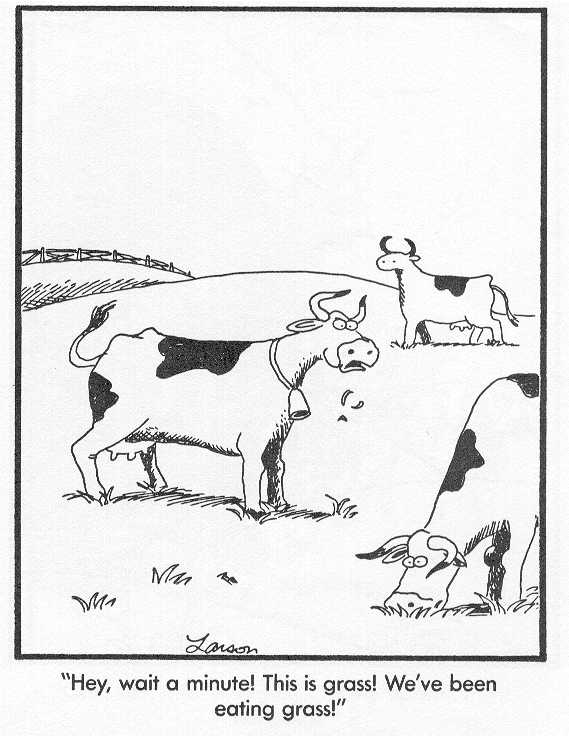 Larson
"Hey, wait a minute! This is grass! We've been
eating grass!"